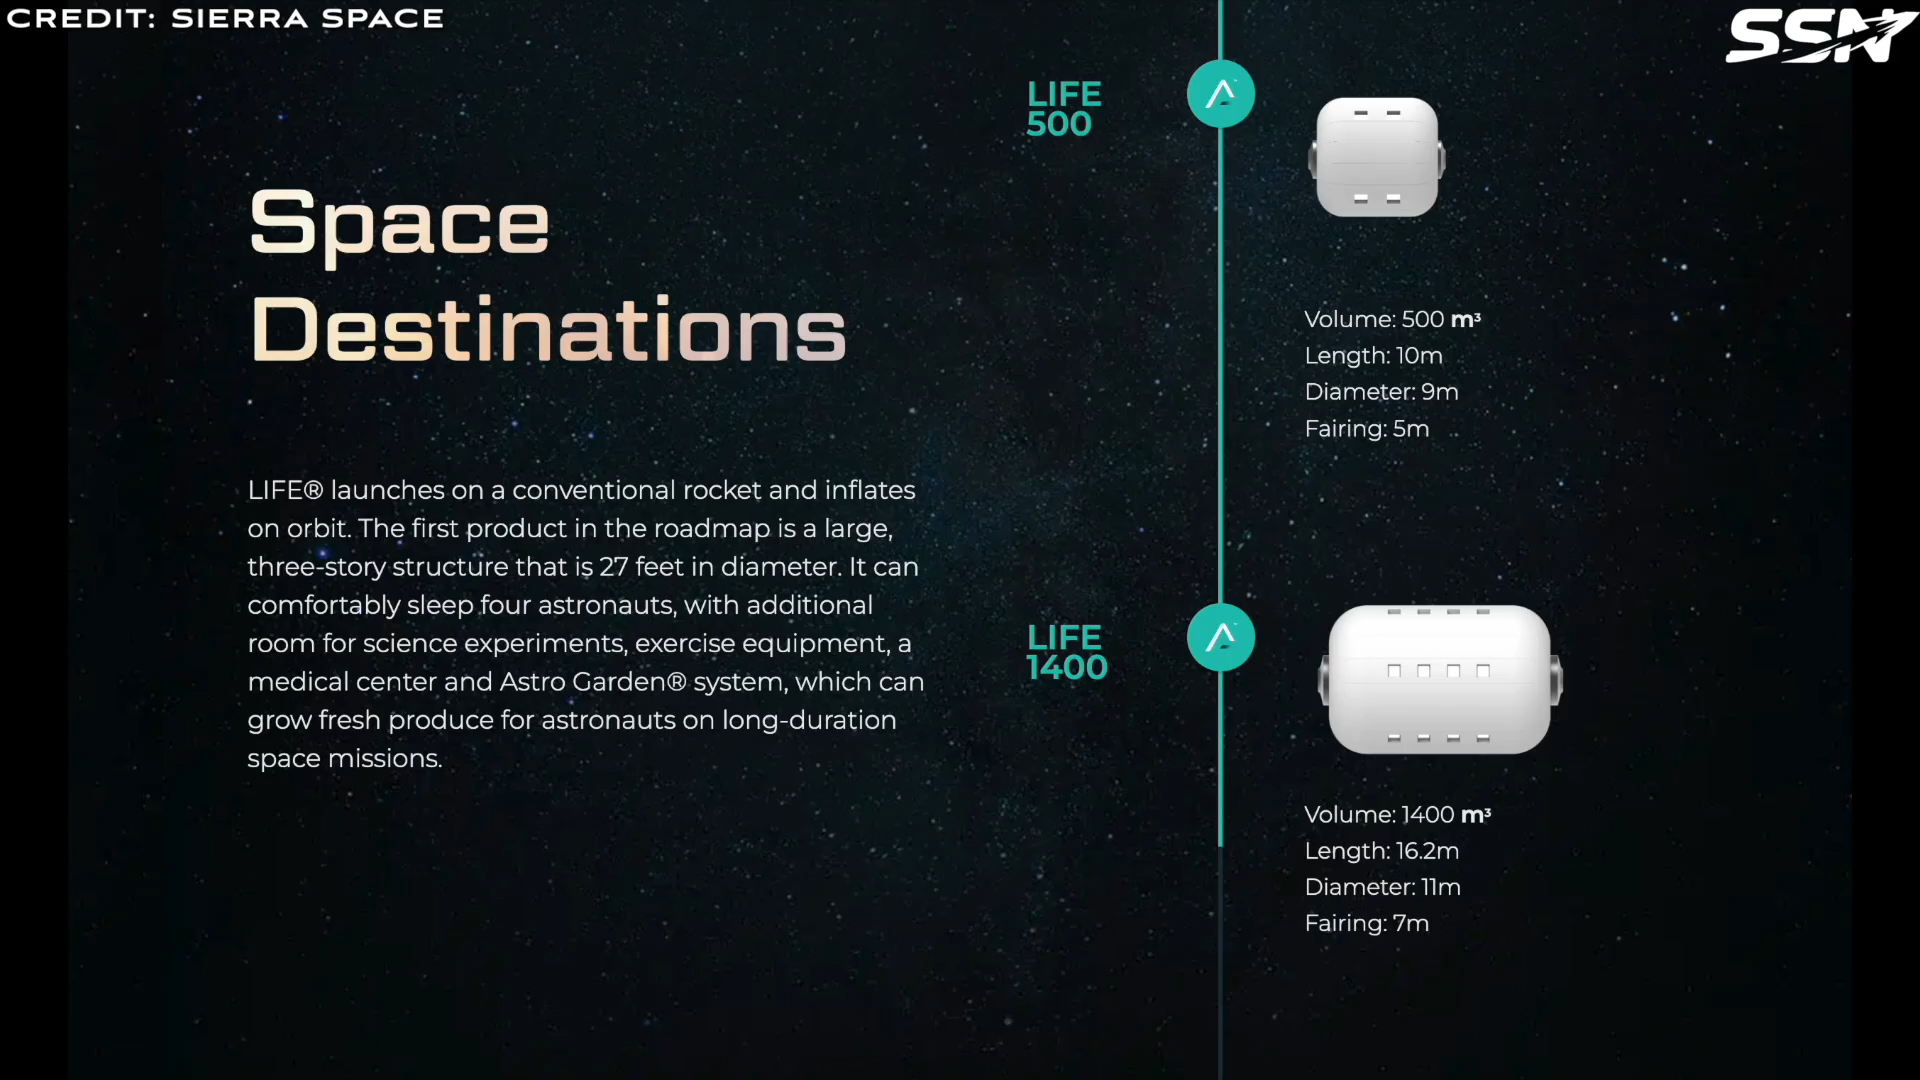 CREDIT: SIERRA SPACE
SSN
Space
Destinations
LIFE® launches on a conventional rocket and inflates
on orbit. The first product in the roadmap is a large,
three-story structure that is 27 feet in diameter. It can
comfortably sleep four astronauts, with additional
room for science experiments, exercise equipment, a
medical center and Astro Garden® system, which can
grow fresh produce for astronauts on long-duration
space missions.
LIFE
500
Volume: 500 m³
Length: 10m
Diameter: 9m
Fairing: 5m
LIFE
1400
Volume: 1400 m³
Length: 16.2m
Diameter: 11m
Fairing: 7m